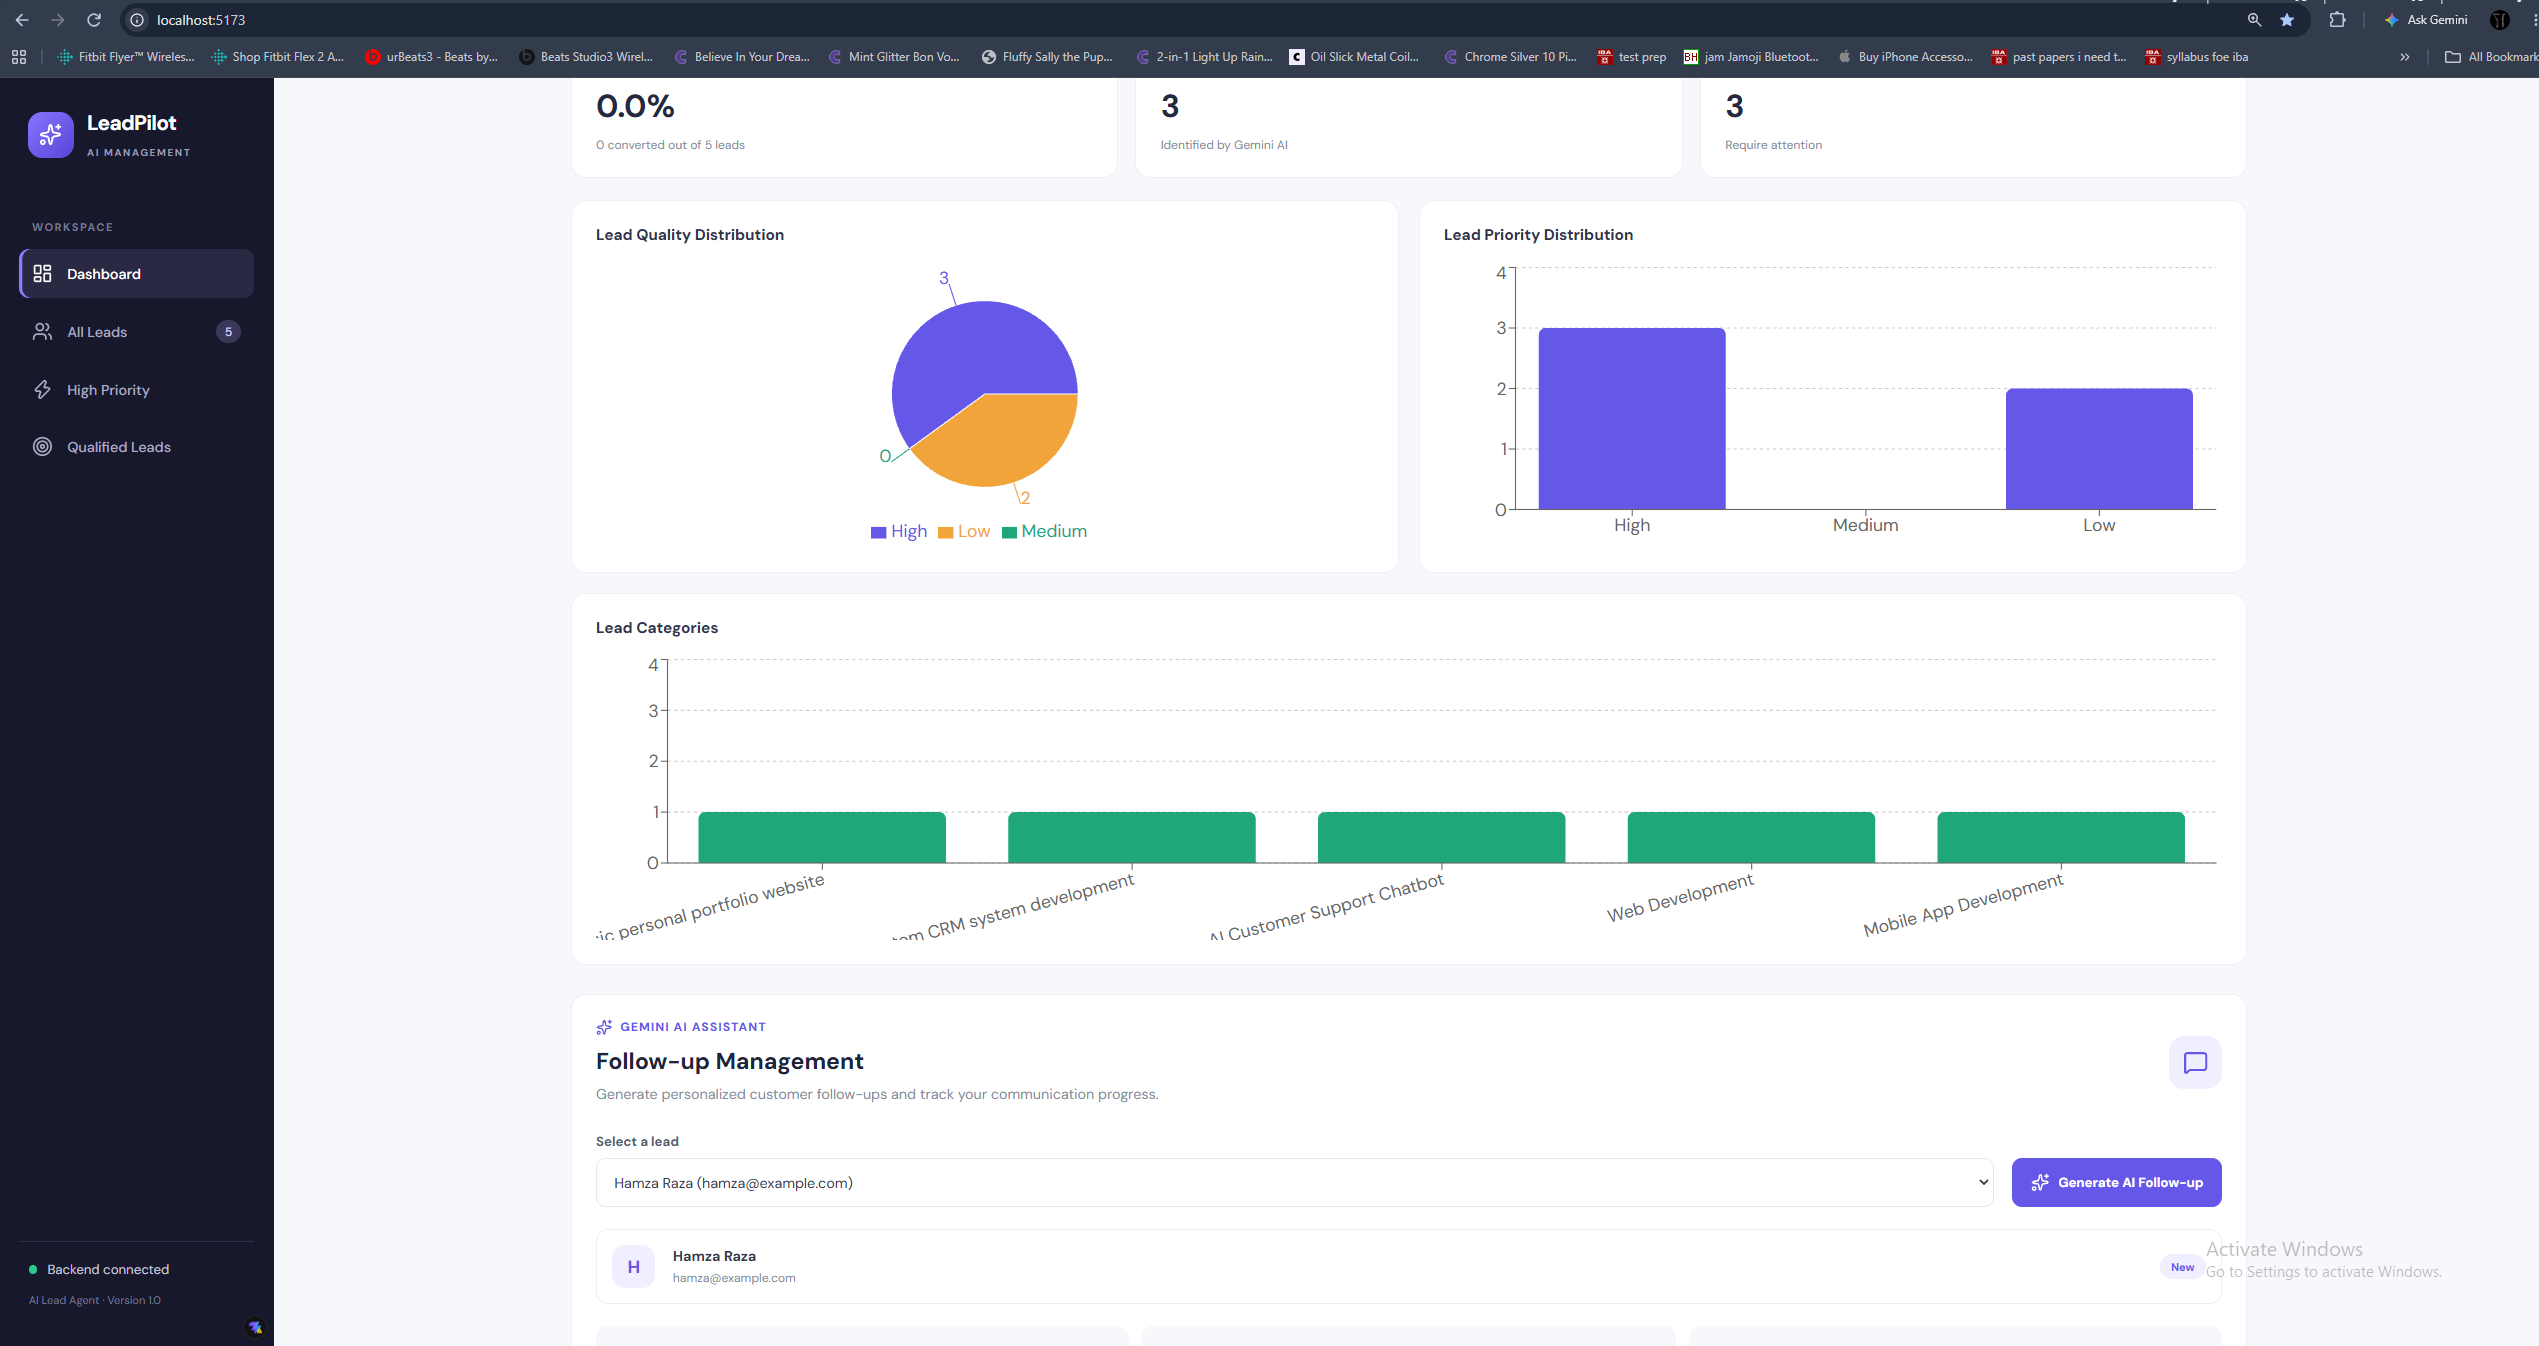 localhost:5173
Ask Gemini
Fitbit Flyer™ Wireles...
Shop Fitbit Flex 2 A...
urBeats3 - Beats by...
Beats Studio3 Wirel...
Believe In Your Drea...
Mint Glitter Bon Vo...
Fluffy Sally the Pup...
2-in-1 Light Up Rain...
Oil Slick Metal Coil...
Chrome Silver 10 Pi...
test prep
jam Jamoji Bluetoot...
Buy iPhone Accesso...
past papers i need t...
syllabus foe iba
»
All Bookmark
LeadPilot
AI MANAGEMENT
WORKSPACE
Dashboard
All Leads 5
High Priority
Qualified Leads
Backend connected
AI Lead Agent · Version 1.0
0.0%
0 converted out of 5 leads
3
Identified by Gemini AI
3
Require attention
Lead Quality Distribution
3
0
2
High Low Medium
Lead Priority Distribution
4
3
2
1
0
High Medium Low
Lead Categories
4
3
2
1
0
ic personal portfolio website
tom CRM system development
AI Customer Support Chatbot
Web Development
Mobile App Development
GEMINI AI ASSISTANT
Follow-up Management
Generate personalized customer follow-ups and track your communication progress.
Select a lead
Hamza Raza (hamza@example.com)
Generate AI Follow-up
H
Hamza Raza
hamza@example.com
New
Activate Windows
Go to Settings to activate Windows.